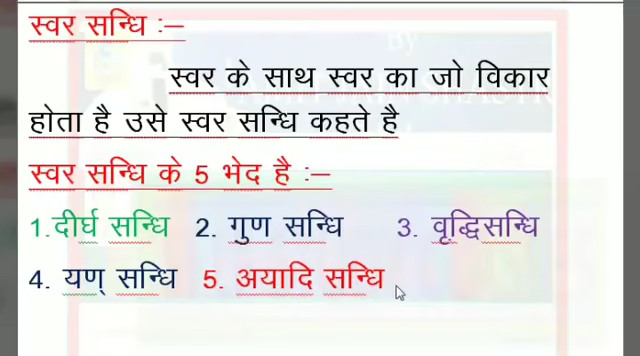 स्वर सन्धि :–
स्वर के साथ स्वर का जो विकार
होता है उसे स्वर सन्धि कहते है
स्वर सन्धि के 5 भेद है :–
1.दीर्घ सन्धि 2. गुण सन्धि 3. वृद्धिसन्धि
4. यण् सन्धि 5. अयादि सन्धि